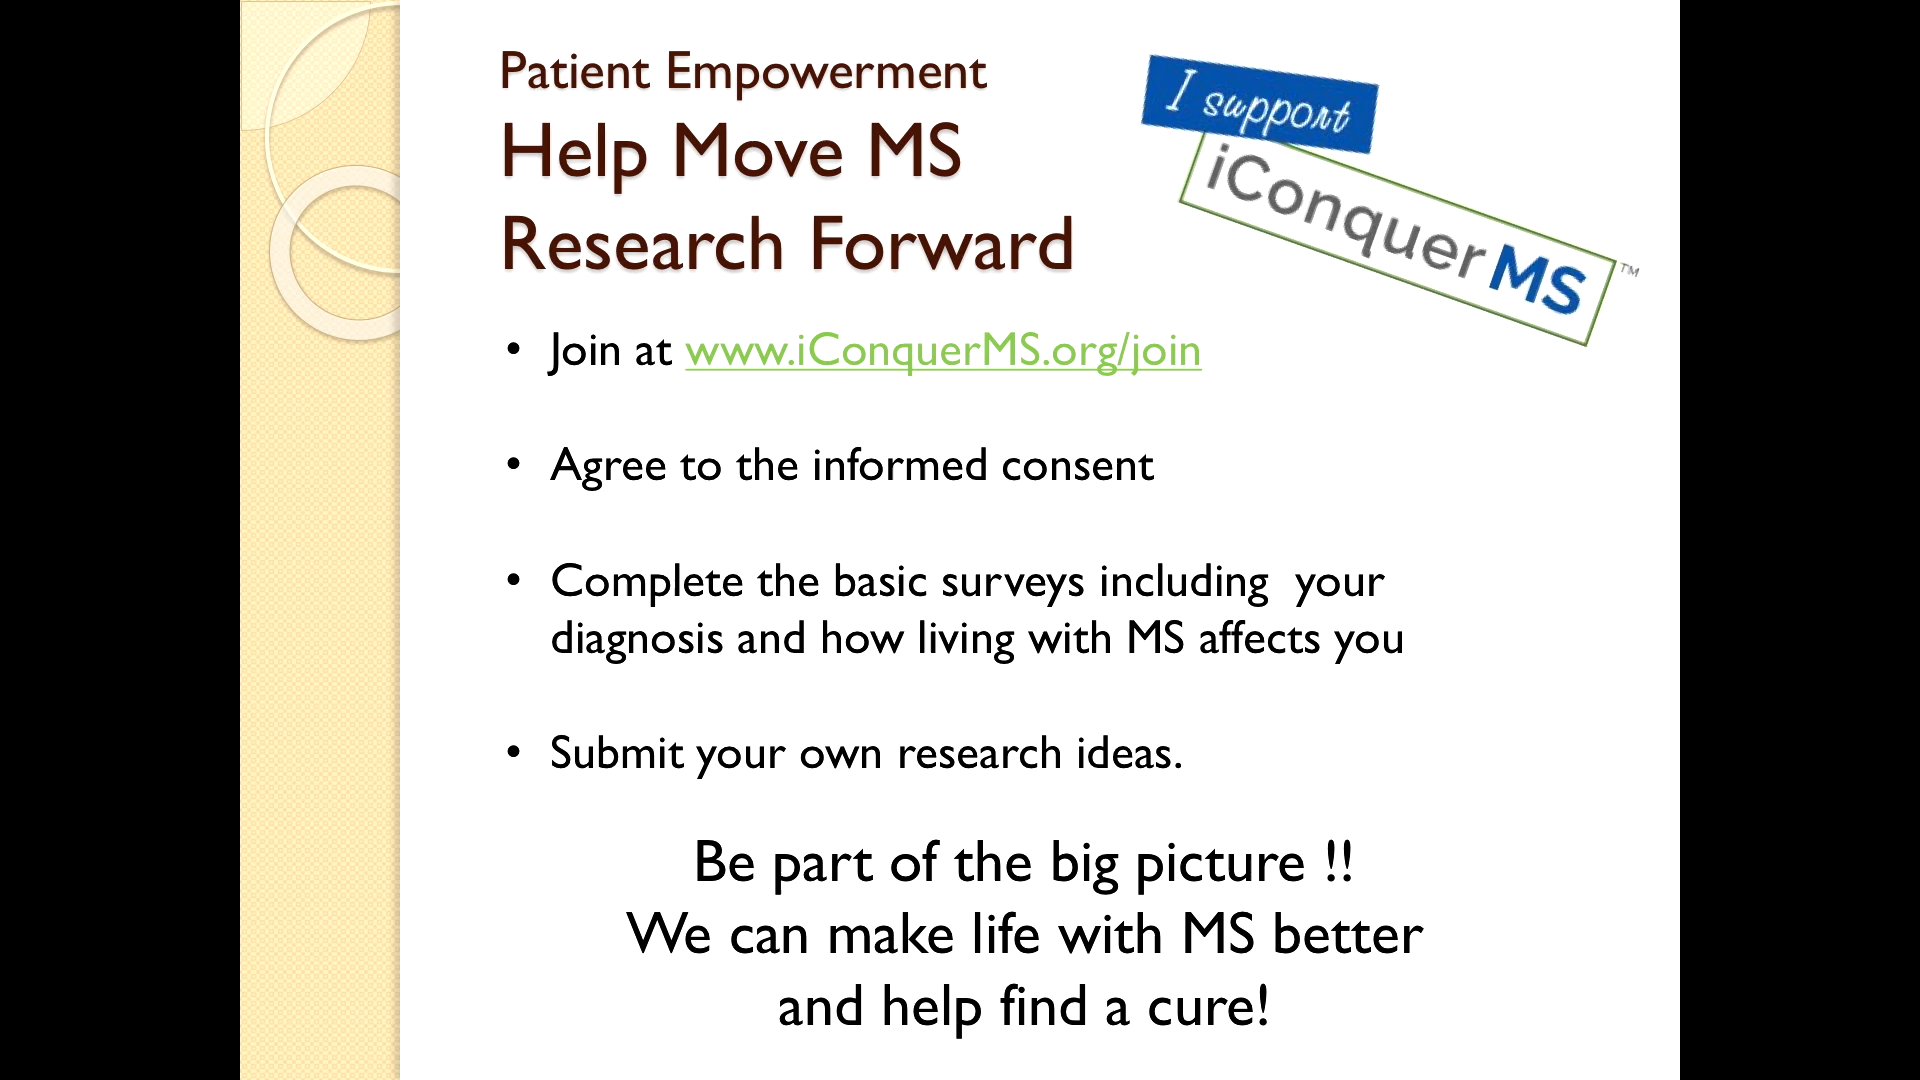 Patient Empowerment
Help Move MS
Research Forward
I support
iConquerMS™
• Join at www.iConquerMS.org/join
• Agree to the informed consent
• Complete the basic surveys including  your
diagnosis and how living with MS affects you
• Submit your own research ideas.
Be part of the big picture !!
We can make life with MS better
and help find a cure!